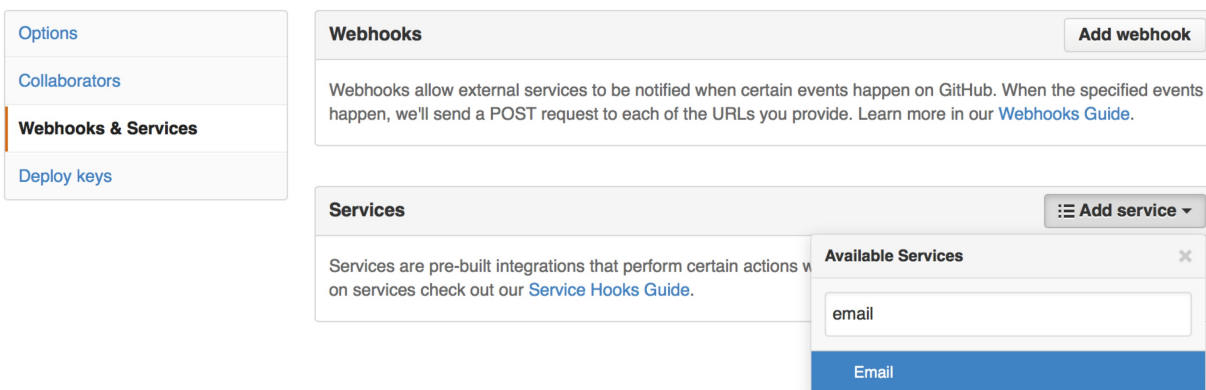 Options
Collaborators
Webhooks & Services
Deploy keys
Webhooks
Add webhook
Webhooks allow external services to be notified when certain events happen on GitHub. When the specified events
happen, we'll send a POST request to each of the URLs you provide. Learn more in our Webhooks Guide.
Services
Add service
Services are pre-built integrations that perform certain actions
on services check out our Service Hooks Guide.
Available Services
email
Email